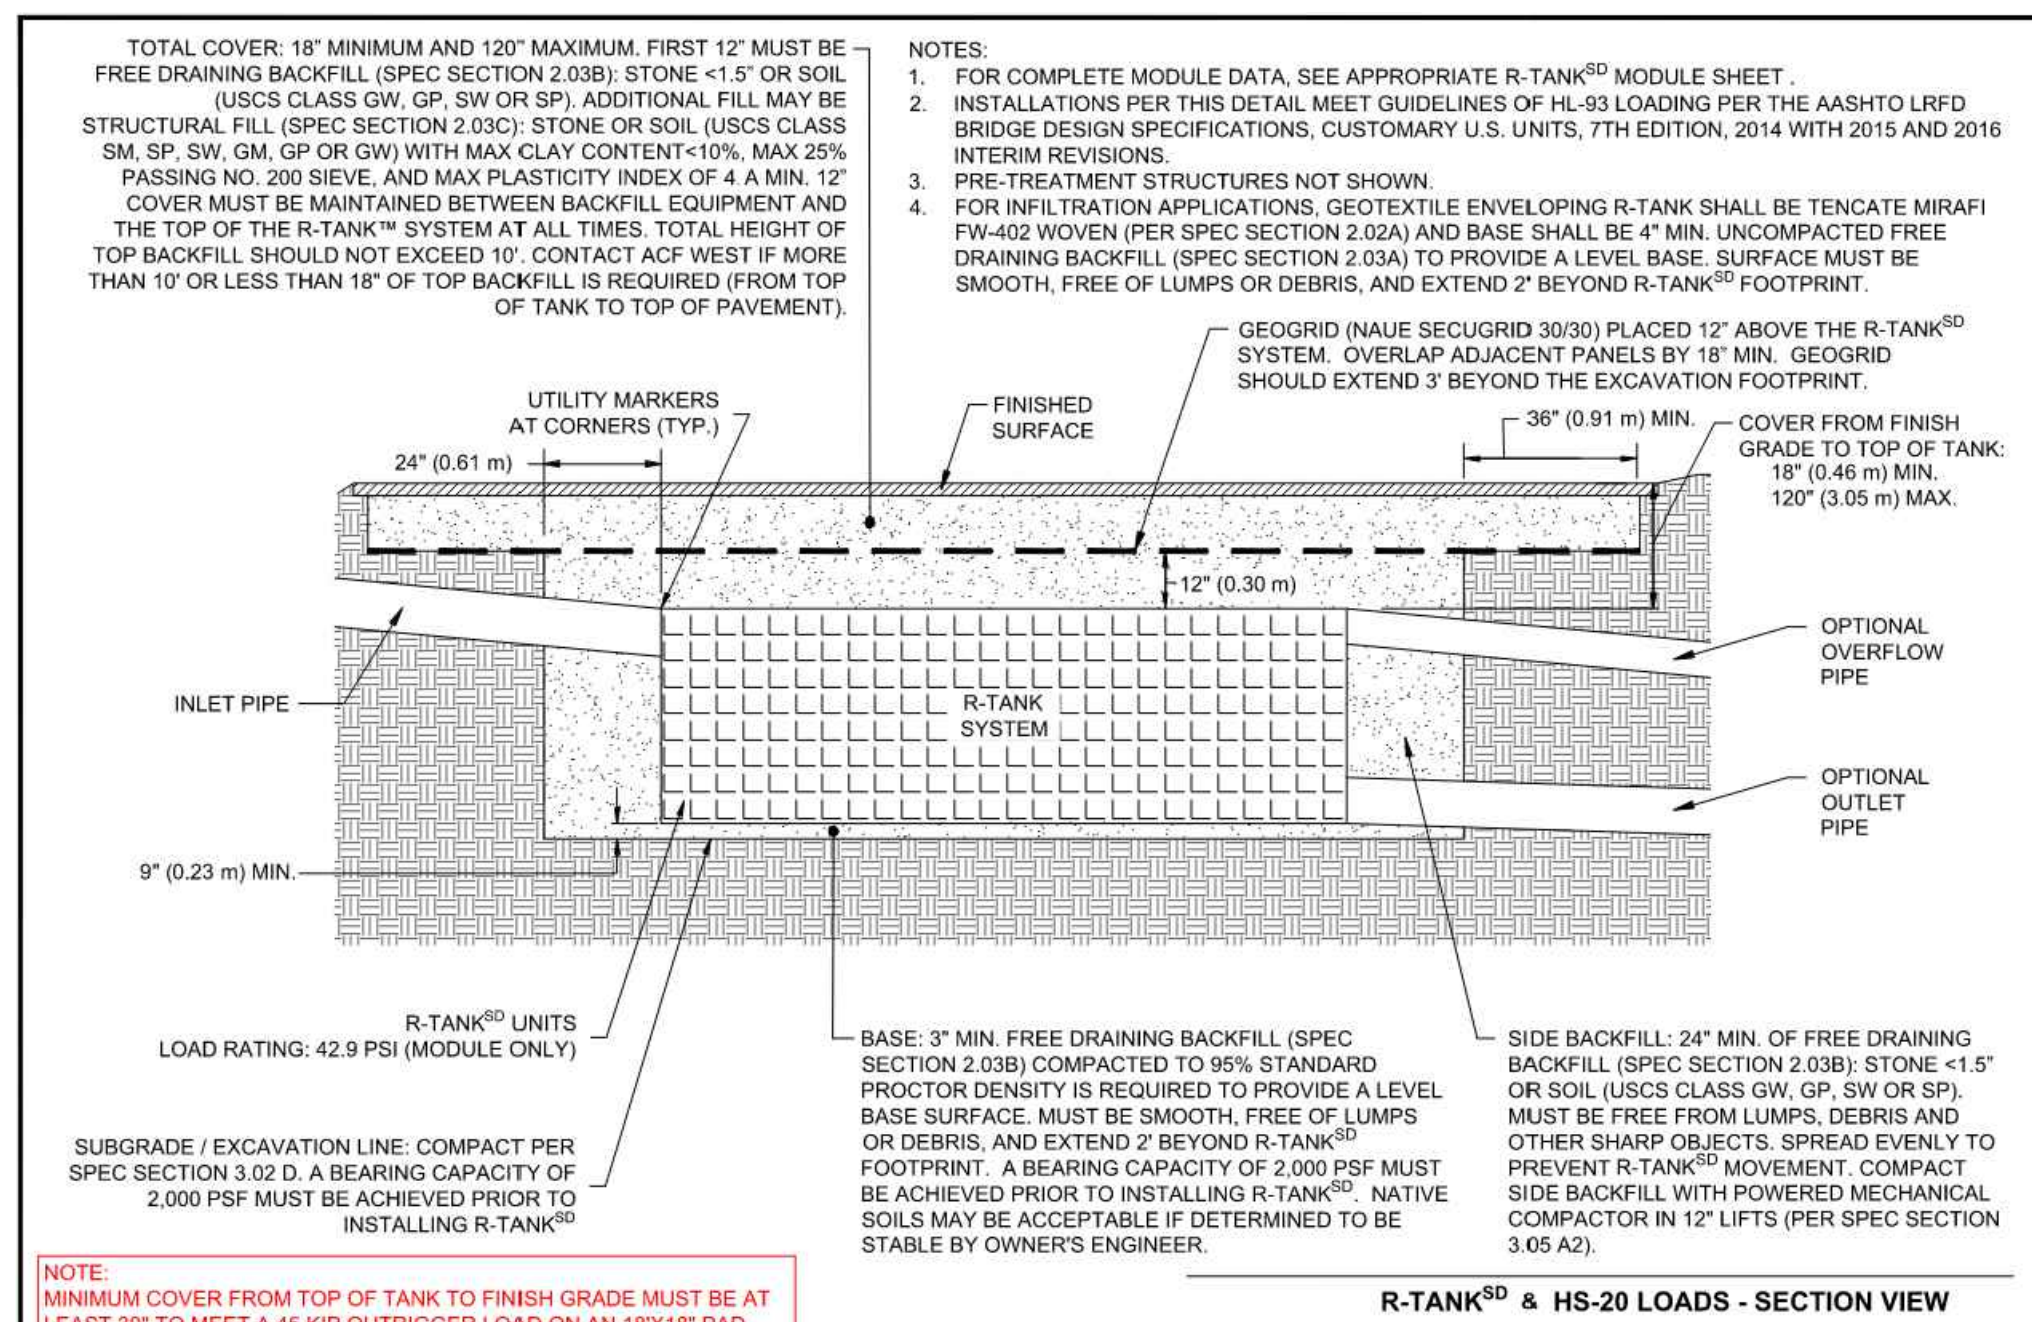 TOTAL COVER: 18" MINIMUM AND 120" MAXIMUM. FIRST 12" MUST BE
FREE DRAINING BACKFILL (SPEC SECTION 2.03B): STONE <1.5" OR SOIL
(USCS CLASS GW, GP, SW OR SP). ADDITIONAL FILL MAY BE
STRUCTURAL FILL (SPEC SECTION 2.03C): STONE OR SOIL (USCS CLASS
SM, SP, SW, GM, GP OR GW) WITH MAX CLAY CONTENT<10%, MAX 25%
PASSING NO. 200 SIEVE, AND MAX PLASTICITY INDEX OF 4. A MIN. 12"
COVER MUST BE MAINTAINED BETWEEN BACKFILL EQUIPMENT AND
THE TOP OF THE R-TANK™ SYSTEM AT ALL TIMES. TOTAL HEIGHT OF
TOP BACKFILL SHOULD NOT EXCEED 10'. CONTACT ACF WEST IF MORE
THAN 10' OR LESS THAN 18" OF TOP BACKFILL IS REQUIRED (FROM TOP
OF TANK TO TOP OF PAVEMENT).
NOTES:
1. FOR COMPLETE MODULE DATA, SEE APPROPRIATE R-TANK^SD MODULE SHEET .
2. INSTALLATIONS PER THIS DETAIL MEET GUIDELINES OF HL-93 LOADING PER THE AASHTO LRFD
BRIDGE DESIGN SPECIFICATIONS, CUSTOMARY U.S. UNITS, 7TH EDITION, 2014 WITH 2015 AND 2016
INTERIM REVISIONS.
3. PRE-TREATMENT STRUCTURES NOT SHOWN.
4. FOR INFILTRATION APPLICATIONS, GEOTEXTILE ENVELOPING R-TANK SHALL BE TENCATE MIRAFI
FW-402 WOVEN (PER SPEC SECTION 2.02A) AND BASE SHALL BE 4" MIN. UNCOMPACTED FREE
DRAINING BACKFILL (SPEC SECTION 2.03A) TO PROVIDE A LEVEL BASE. SURFACE MUST BE
SMOOTH, FREE OF LUMPS OR DEBRIS, AND EXTEND 2' BEYOND R-TANK^SD FOOTPRINT.
GEOGRID (NAUE SECUGRID 30/30) PLACED 12" ABOVE THE R-TANK^SD
SYSTEM. OVERLAP ADJACENT PANELS BY 18" MIN. GEOGRID
SHOULD EXTEND 3' BEYOND THE EXCAVATION FOOTPRINT.
UTILITY MARKERS
AT CORNERS (TYP.)
FINISHED
SURFACE
36" (0.91 m) MIN.
COVER FROM FINISH
GRADE TO TOP OF TANK:
18" (0.46 m) MIN.
120" (3.05 m) MAX.
24" (0.61 m)
12" (0.30 m)
INLET PIPE
R-TANK
SYSTEM
OPTIONAL
OVERFLOW
PIPE
OPTIONAL
OUTLET
PIPE
9" (0.23 m) MIN.
R-TANK^SD UNITS
LOAD RATING: 42.9 PSI (MODULE ONLY)
SUBGRADE / EXCAVATION LINE: COMPACT PER
SPEC SECTION 3.02 D. A BEARING CAPACITY OF
2,000 PSF MUST BE ACHIEVED PRIOR TO
INSTALLING R-TANK^SD
BASE: 3" MIN. FREE DRAINING BACKFILL (SPEC
SECTION 2.03B) COMPACTED TO 95% STANDARD
PROCTOR DENSITY IS REQUIRED TO PROVIDE A LEVEL
BASE SURFACE. MUST BE SMOOTH, FREE OF LUMPS
OR DEBRIS, AND EXTEND 2' BEYOND R-TANK^SD
FOOTPRINT. A BEARING CAPACITY OF 2,000 PSF MUST
BE ACHIEVED PRIOR TO INSTALLING R-TANK^SD. NATIVE
SOILS MAY BE ACCEPTABLE IF DETERMINED TO BE
STABLE BY OWNER'S ENGINEER.
SIDE BACKFILL: 24" MIN. OF FREE DRAINING
BACKFILL (SPEC SECTION 2.03B): STONE <1.5"
OR SOIL (USCS CLASS GW, GP, SW OR SP).
MUST BE FREE FROM LUMPS, DEBRIS AND
OTHER SHARP OBJECTS. SPREAD EVENLY TO
PREVENT R-TANK^SD MOVEMENT. COMPACT
SIDE BACKFILL WITH POWERED MECHANICAL
COMPACTOR IN 12" LIFTS (PER SPEC SECTION
3.05 A2).
NOTE:
MINIMUM COVER FROM TOP OF TANK TO FINISH GRADE MUST BE AT
R-TANK^SD & HS-20 LOADS - SECTION VIEW